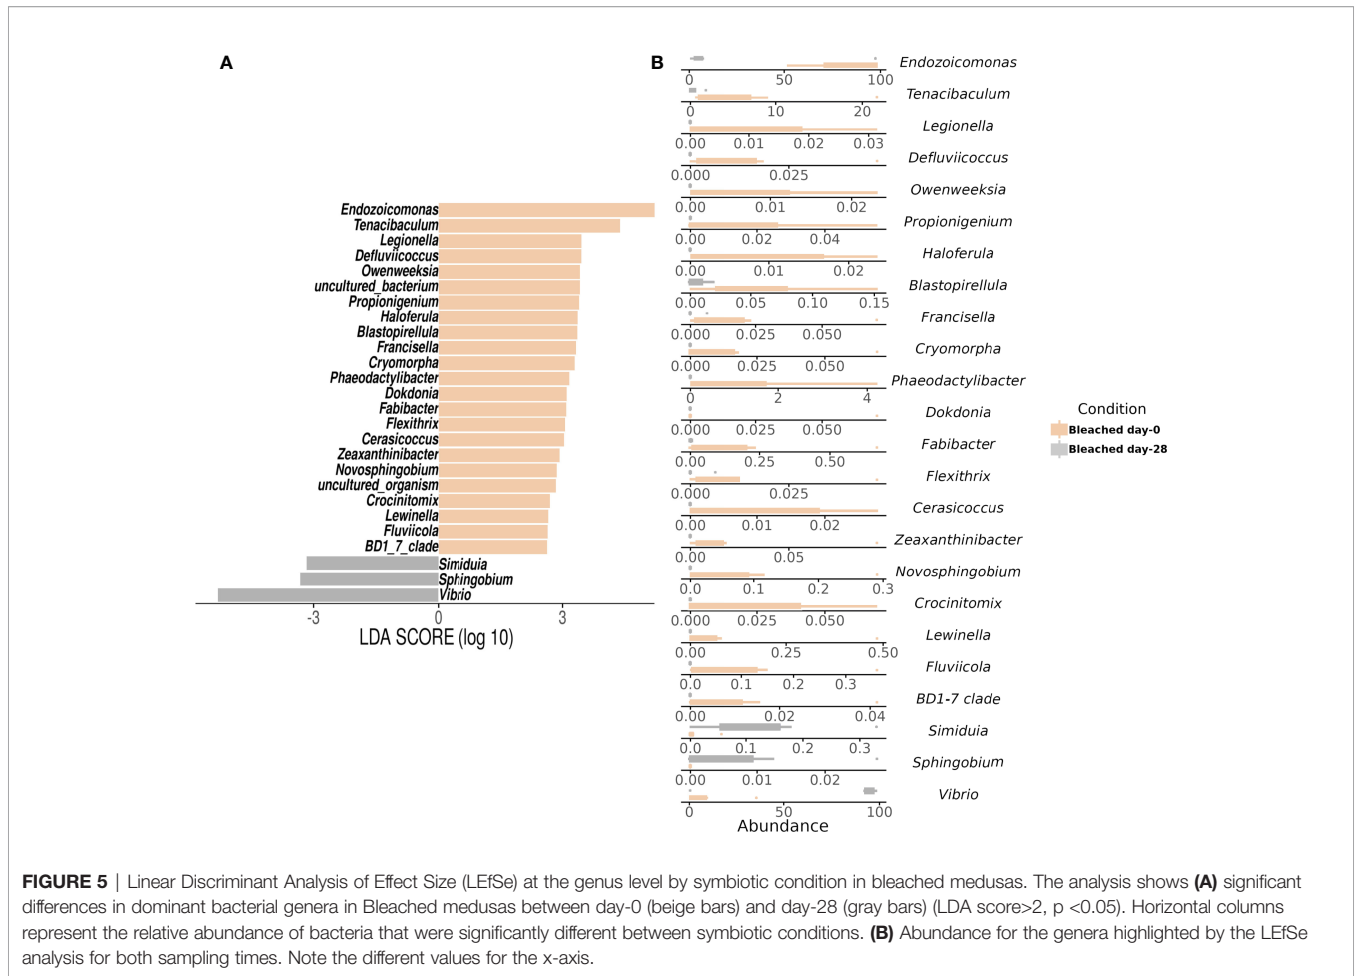 A
Endozoicomonas
Tenacibaculum
Legionella
Defluviicoccus
Owenweeksia
uncultured_bacterium
Propionigenium
Haloferula
Blastopirellula
Francisella
Cryomorpha
Phaeodactylibacter
Dokdonia
Fabibacter
Flexithrix
Cerasicoccus
Zeaxanthinibacter
Novosphingobium
uncultured_organism
Crocinitomix
Lewinella
Fluviicola
BD1_7_clade
Simiduia
Sphingobium
Vibrio
-3 0 3
LDA SCORE (log 10)
B
Endozoicomonas
0 50 100
Tenacibaculum
0 10 20
Legionella
0.00 0.01 0.02 0.03
Defluviicoccus
0.000 0.025
Owenweeksia
0.00 0.01 0.02
Propionigenium
0.00 0.02 0.04
Haloferula
0.00 0.01 0.02
Blastopirellula
0.00 0.05 0.10 0.15
Francisella
0.000 0.025 0.050
Cryomorpha
0.000 0.025 0.050
Phaeodactylibacter
0 2 4
Dokdonia
0.000 0.025 0.050
Fabibacter
0.00 0.25 0.50
Flexithrix
0.000 0.025
Cerasicoccus
0.00 0.01 0.02
Zeaxanthinibacter
0.00 0.05
Novosphingobium
0.0 0.1 0.2 0.3
Crocinitomix
0.000 0.025 0.050
Lewinella
0.00 0.25 0.50
Fluviicola
0.0 0.1 0.2 0.3
BD1-7 clade
0.00 0.02 0.04
Simiduia
0.0 0.1 0.2 0.3
Sphingobium
0.00 0.01 0.02
Vibrio
0 50 100
Abundance
Condition
Bleached day-0
Bleached day-28
FIGURE 5 | Linear Discriminant Analysis of Effect Size (LEfSe) at the genus level by symbiotic condition in bleached medusas. The analysis shows (A) significant
differences in dominant bacterial genera in Bleached medusas between day-0 (beige bars) and day-28 (gray bars) (LDA score>2, p <0.05). Horizontal columns
represent the relative abundance of bacteria that were significantly different between symbiotic conditions. (B) Abundance for the genera highlighted by the LEfSe
analysis for both sampling times. Note the different values for the x-axis.